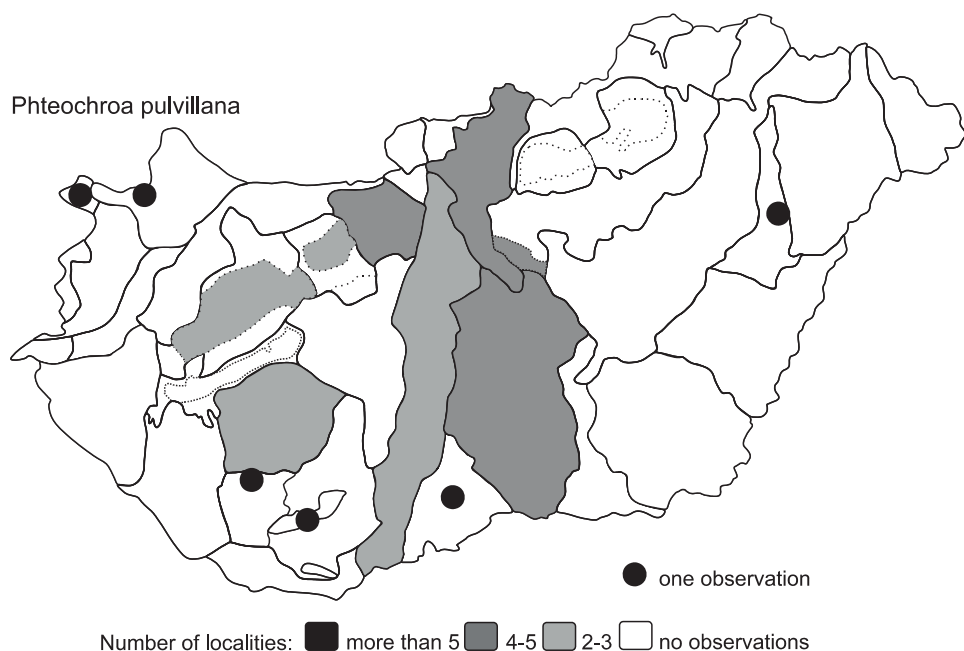 Phteochroa pulvillana
one observation
Number of localities: more than 5 4-5 2-3 no observations